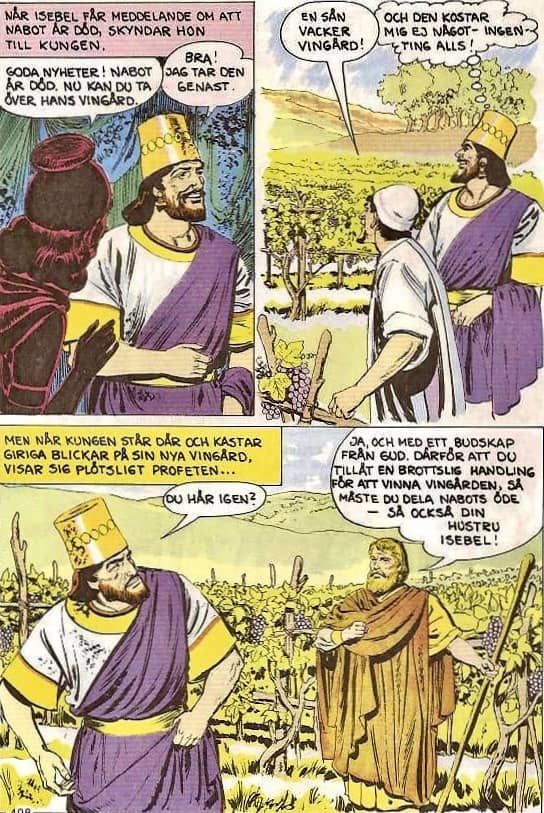 NÄR ISEBEL FÅR MEDDELANDE OM ATT
NABOT ÄR DÖD, SKYNDAR HON
TILL KUNGEN.
GODA NYHETER! NABOT
ÄR DÖD. NU KAN DU TA
ÖVER HANS VINGÅRD.
BRA!
JAG TAR DEN
GENAST.
EN SÅN
VACKER
VINGÅRD!
OCH DEN KOSTAR
MIG EJ NÅGOT- INGEN-
TING ALLS!
MEN NÄR KUNGEN STÅR DÄR OCH KASTAR
GIRIGA BLICKAR PÅ SIN NYA VINGÅRD,
VISAR SIG PLÖTSLIGT PROFETEN...
DU HÄR IGEN?
JA, OCH MED ETT BUDSKAP
FRÅN GUD. DÄRFÖR ATT DU
TILLÅT EN BROTTSLIG HANDLING
FÖR ATT VINNA VINGÅRDEN, SÅ
MÅSTE DU DELA NABOTS ÖDE
— SÅ OCKSÅ DIN
HUSTRU
ISEBEL!